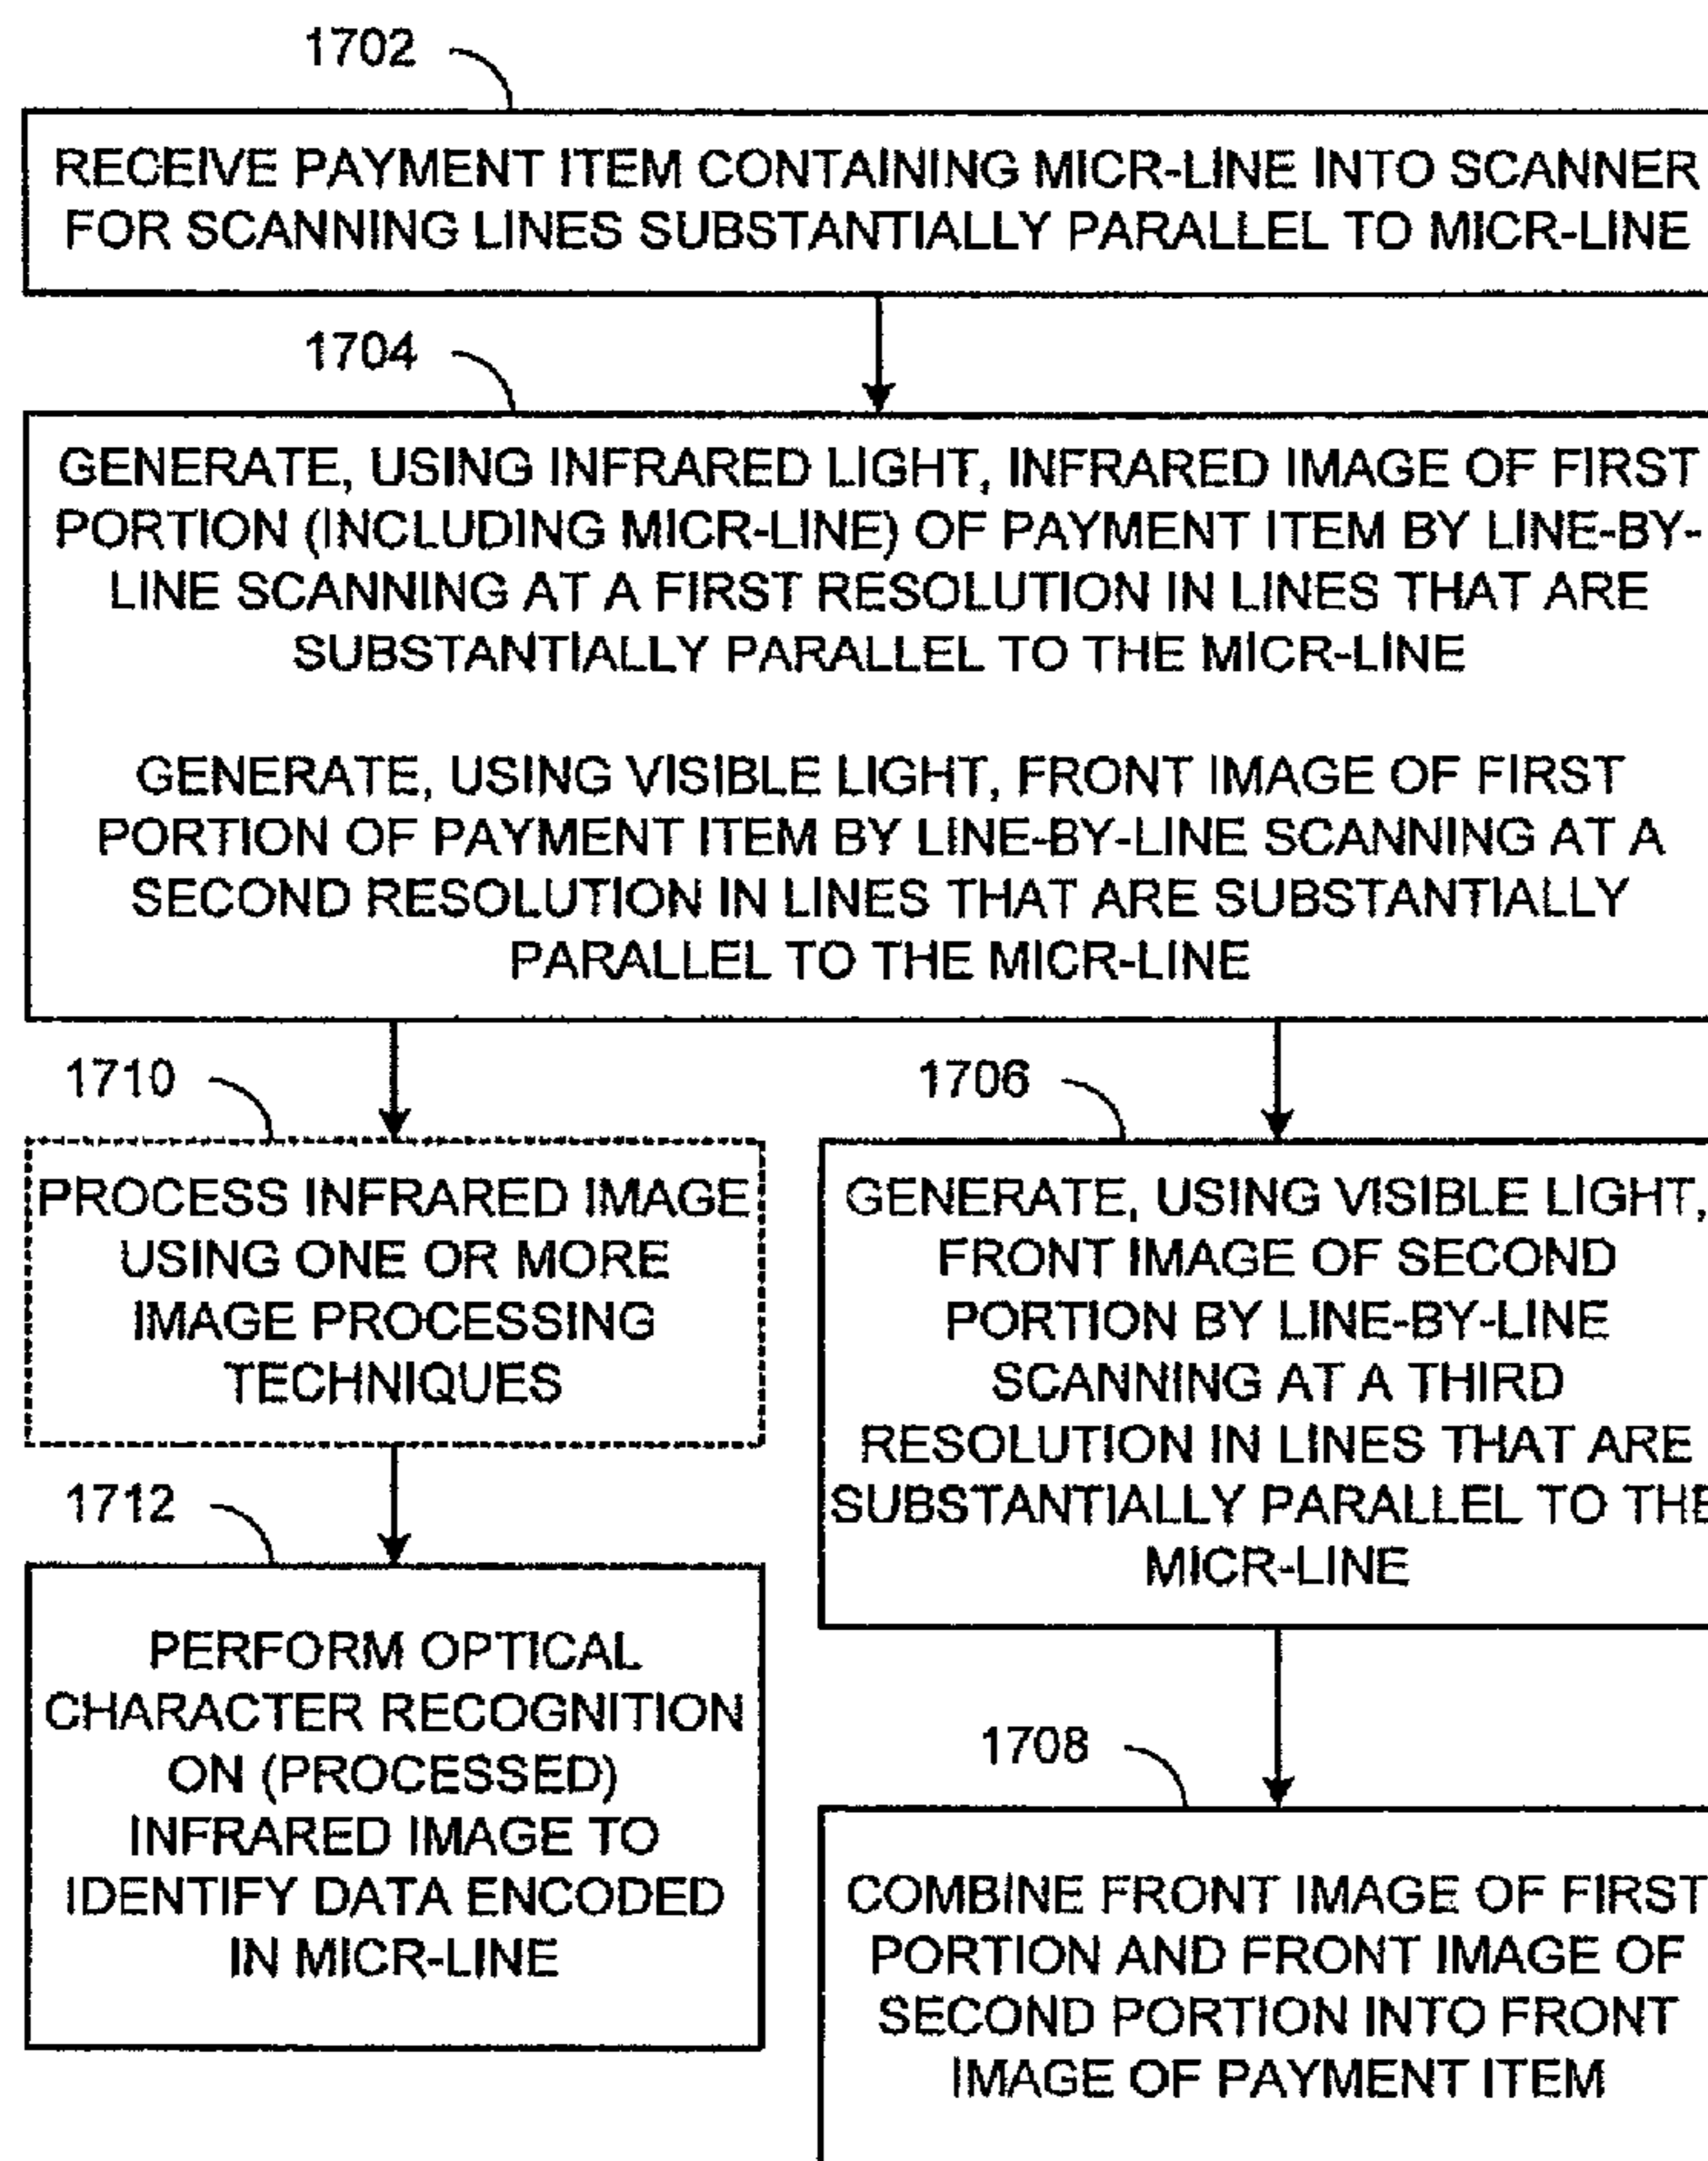 1702
RECEIVE PAYMENT ITEM CONTAINING MICR-LINE INTO SCANNER
FOR SCANNING LINES SUBSTANTIALLY PARALLEL TO MICR-LINE
1704
GENERATE, USING INFRARED LIGHT, INFRARED IMAGE OF FIRST
PORTION (INCLUDING MICR-LINE) OF PAYMENT ITEM BY LINE-BY-
LINE SCANNING AT A FIRST RESOLUTION IN LINES THAT ARE
SUBSTANTIALLY PARALLEL TO THE MICR-LINE
GENERATE, USING VISIBLE LIGHT, FRONT IMAGE OF FIRST
PORTION OF PAYMENT ITEM BY LINE-BY-LINE SCANNING AT A
SECOND RESOLUTION IN LINES THAT ARE SUBSTANTIALLY
PARALLEL TO THE MICR-LINE
1710
PROCESS INFRARED IMAGE
USING ONE OR MORE
IMAGE PROCESSING
TECHNIQUES
1712
PERFORM OPTICAL
CHARACTER RECOGNITION
ON (PROCESSED)
INFRARED IMAGE TO
IDENTIFY DATA ENCODED
IN MICR-LINE
1706
GENERATE, USING VISIBLE LIGHT,
FRONT IMAGE OF SECOND
PORTION BY LINE-BY-LINE
SCANNING AT A THIRD
RESOLUTION IN LINES THAT ARE
SUBSTANTIALLY PARALLEL TO THE
MICR-LINE
1708
COMBINE FRONT IMAGE OF FIRST
PORTION AND FRONT IMAGE OF
SECOND PORTION INTO FRONT
IMAGE OF PAYMENT ITEM